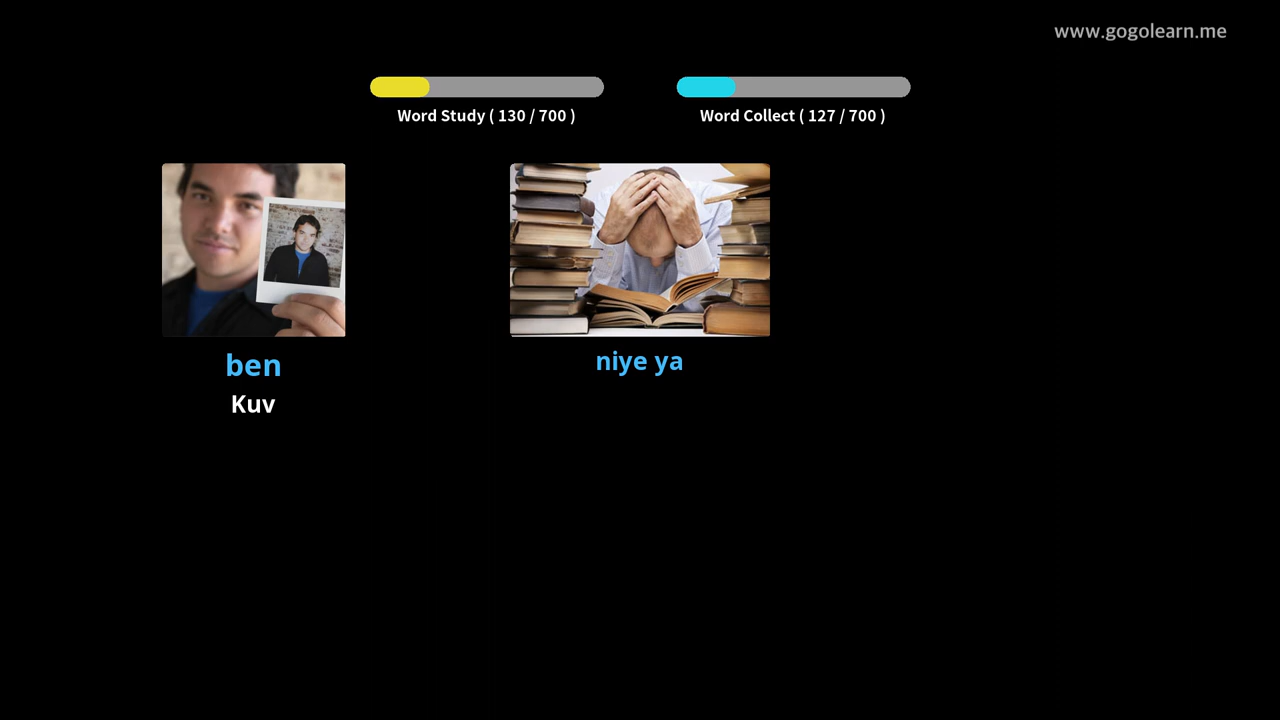 www.gogolearn.me
Word Study ( 130 / 700 )
Word Collect ( 127 / 700 )
ben
Kuv
niye ya